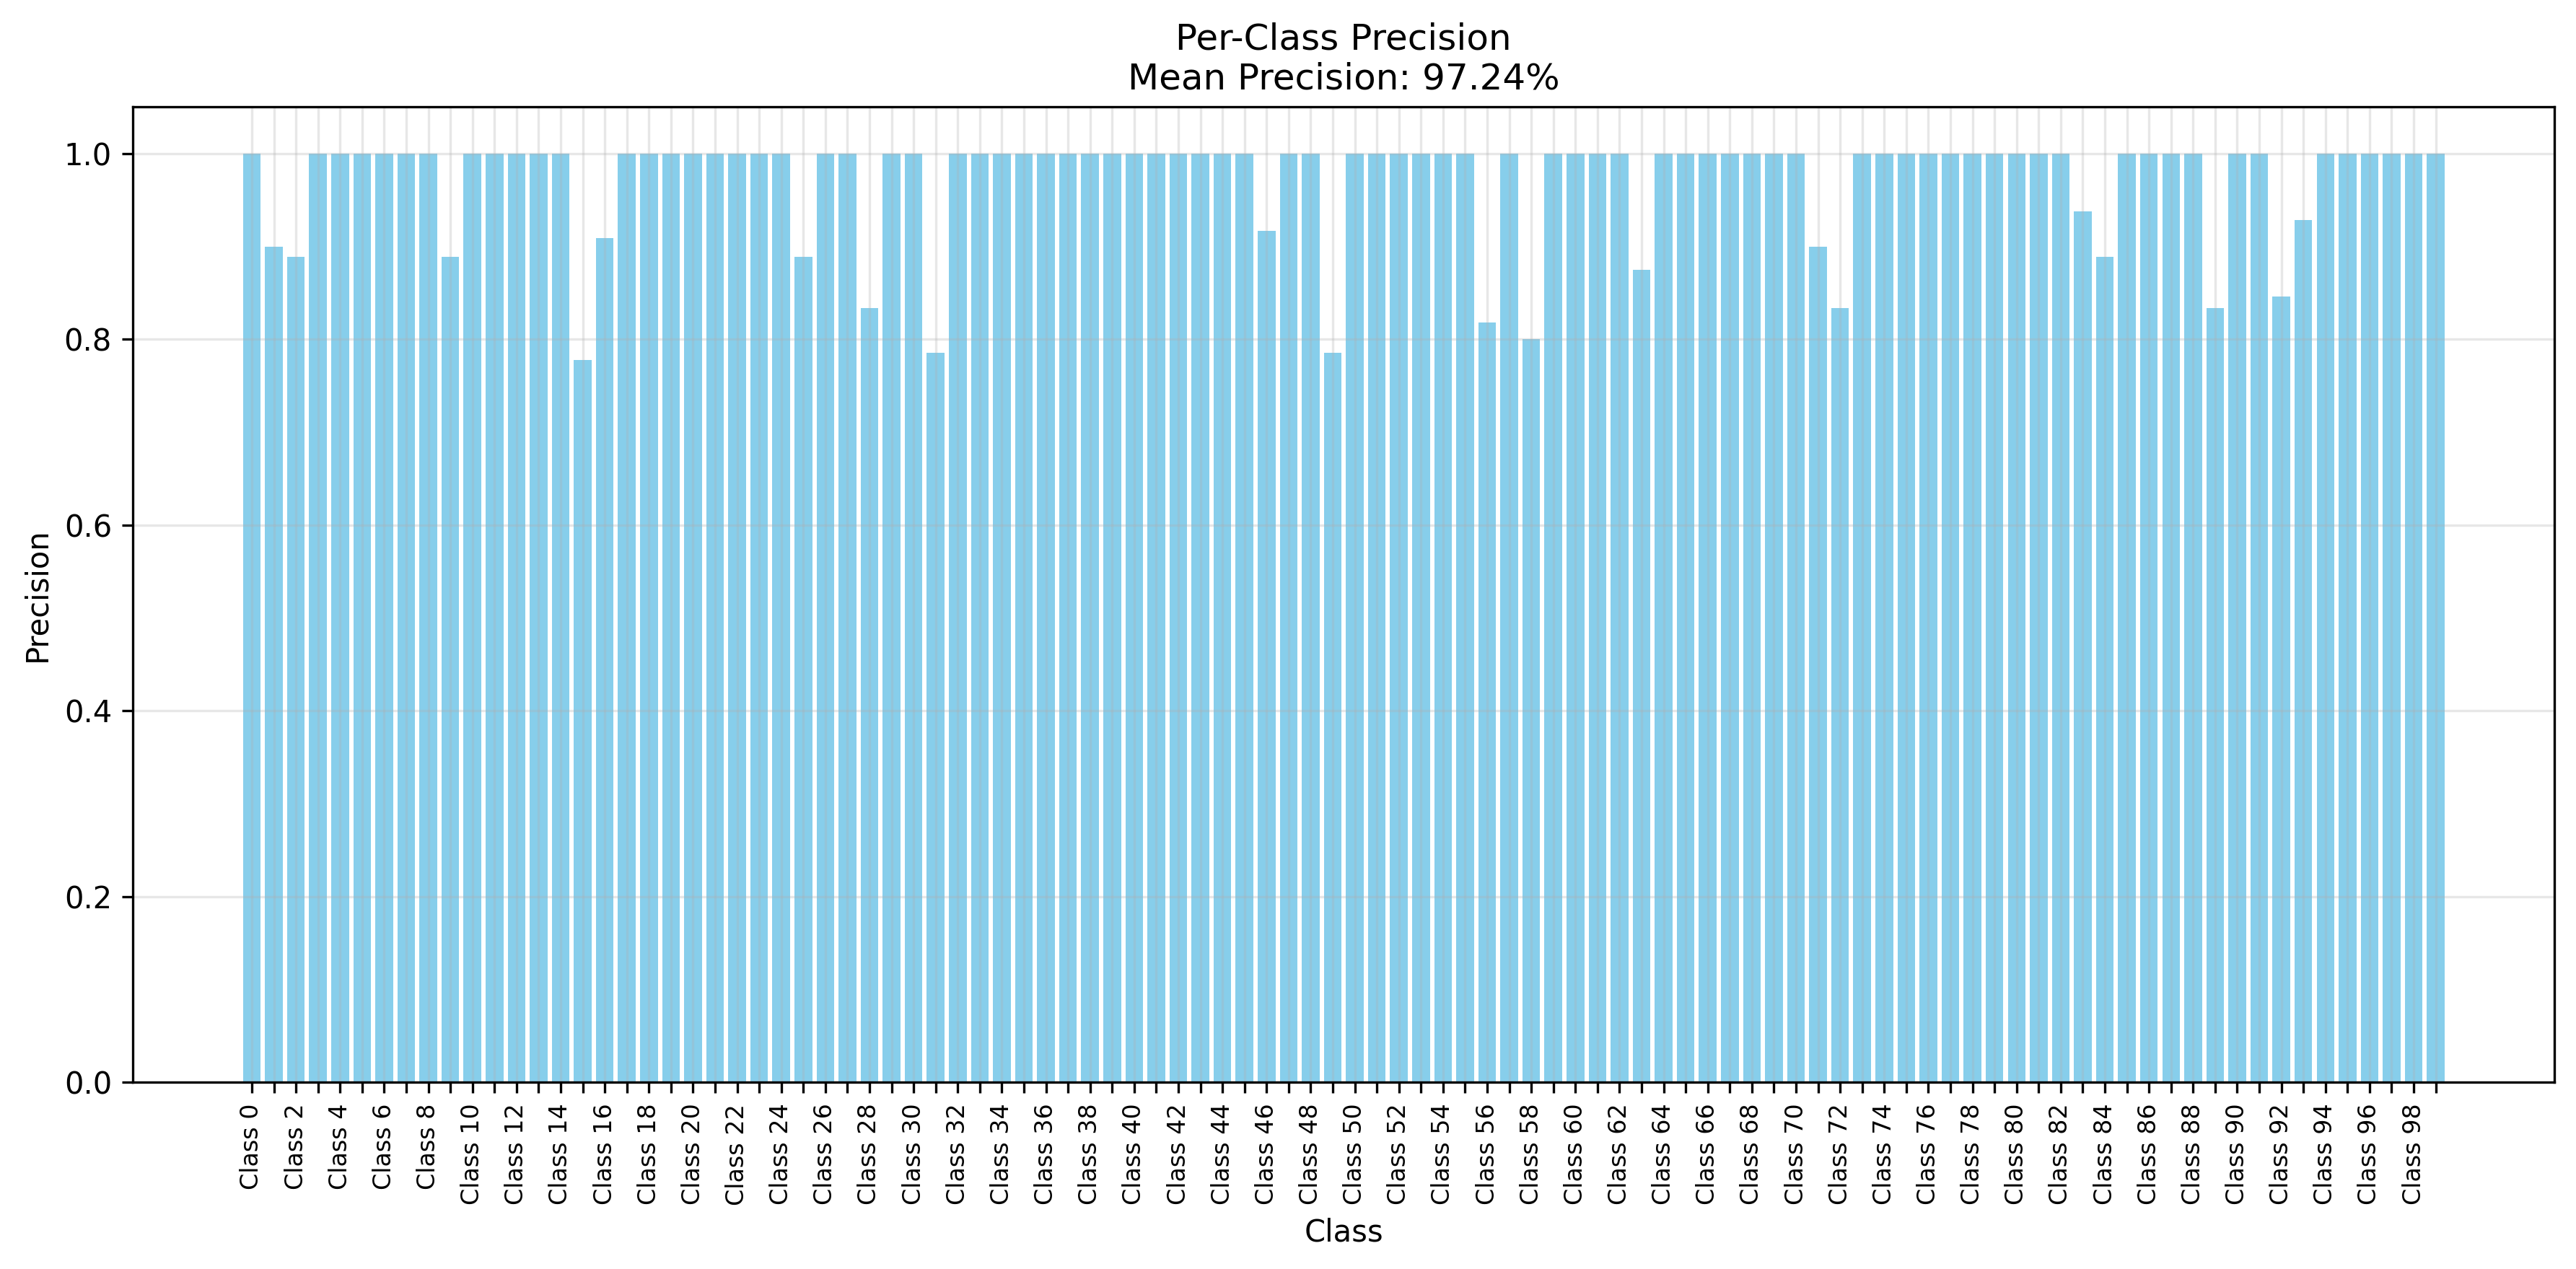 Per-Class Precision
Mean Precision: 97.24%
Precision
1.0
0.8
0.6
0.4
0.2
0.0
Class 0
Class 2
Class 4
Class 6
Class 8
Class 10
Class 12
Class 14
Class 16
Class 18
Class 20
Class 22
Class 24
Class 26
Class 28
Class 30
Class 32
Class 34
Class 36
Class 38
Class 40
Class 42
Class 44
Class 46
Class 48
Class 50
Class 52
Class 54
Class 56
Class 58
Class 60
Class 62
Class 64
Class 66
Class 68
Class 70
Class 72
Class 74
Class 76
Class 78
Class 80
Class 82
Class 84
Class 86
Class 88
Class 90
Class 92
Class 94
Class 96
Class 98
Class